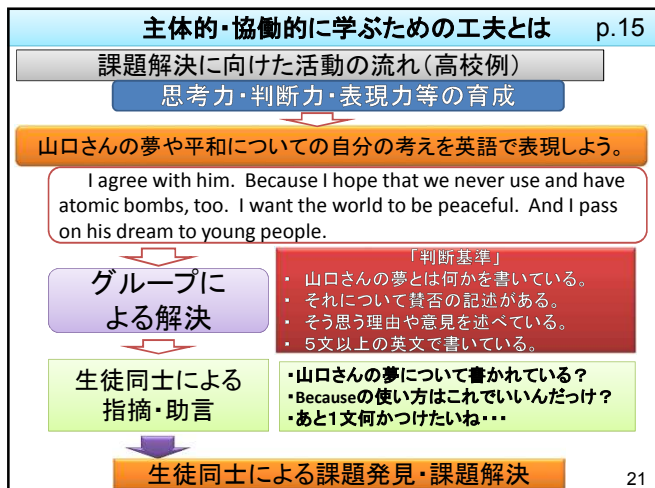 主体的・協働的に学ぶための工夫とは p.15
課題解決に向けた活動の流れ(高校例)
思考力・判断力・表現力等の育成
山口さんの夢や平和についての自分の考えを英語で表現しよう。
I agree with him. Because I hope that we never use and have
atomic bombs, too. I want the world to be peaceful. And I pass
on his dream to young people.
グループに
よる解決
「判断基準」
・ 山口さんの夢とは何かを書いている。
・ それについて賛否の記述がある。
・ そう思う理由や意見を述べている。
・ 5文以上の英文で書いている。
生徒同士による
指摘・助言
・山口さんの夢について書かれている?
・Becauseの使い方はこれでいいんだっけ?
・あと1文何かつけたいね・・・
生徒同士による課題発見・課題解決
21